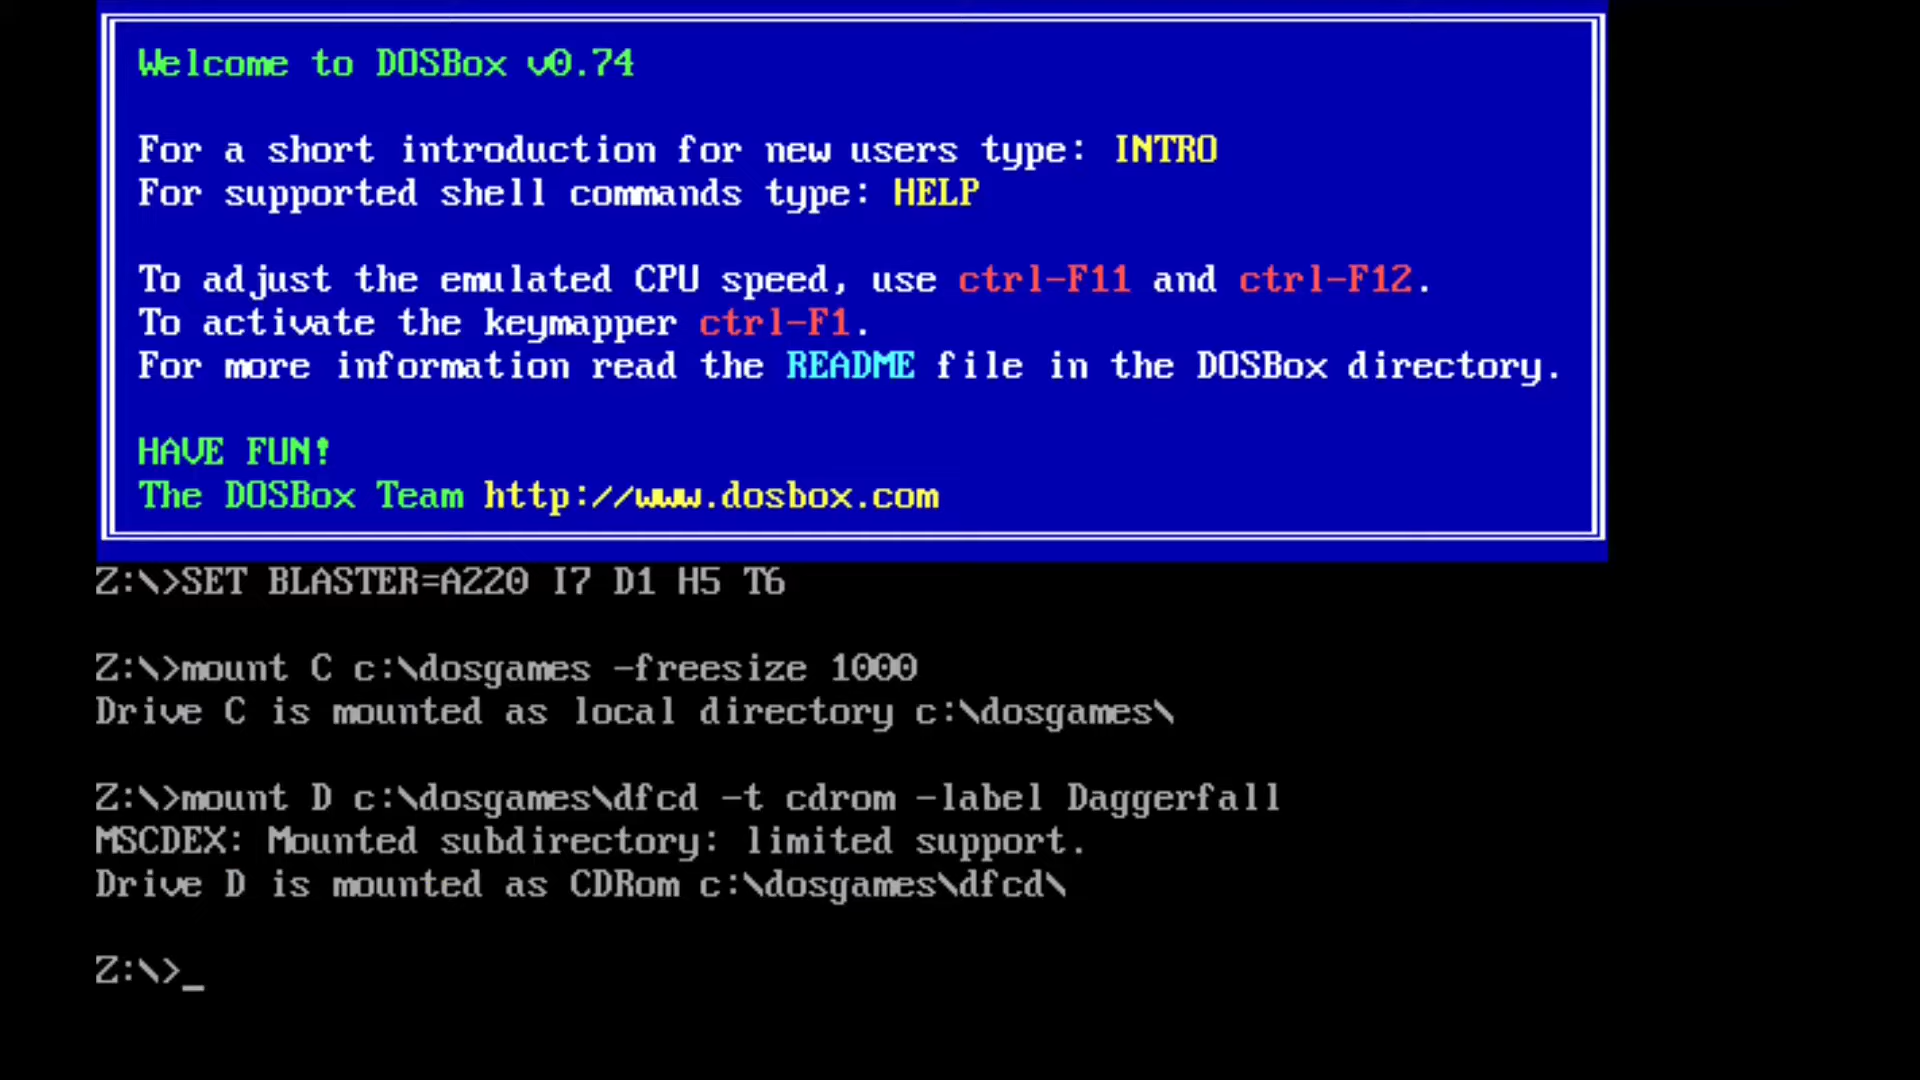 Welcome to DOSBox v0.74
For a short introduction for new users type: INTRO
For supported shell commands type: HELP
To adjust the emulated CPU speed, use ctrl-F11 and ctrl-F12.
To activate the keymapper ctrl-F1.
For more information read the README file in the DOSBox directory.
HAVE FUN!
The DOSBox Team http://www.dosbox.com
Z:\>SET BLASTER=A220 I7 D1 H5 T6
Z:\>mount C c:\dosgames -freesize 1000
Drive C is mounted as local directory c:\dosgames\
Z:\>mount D c:\dosgames\dfcd -t cdrom -label Daggerfall
MSCDEX: Mounted subdirectory: limited support.
Drive D is mounted as CDRom c:\dosgames\dfcd\
Z:\>_